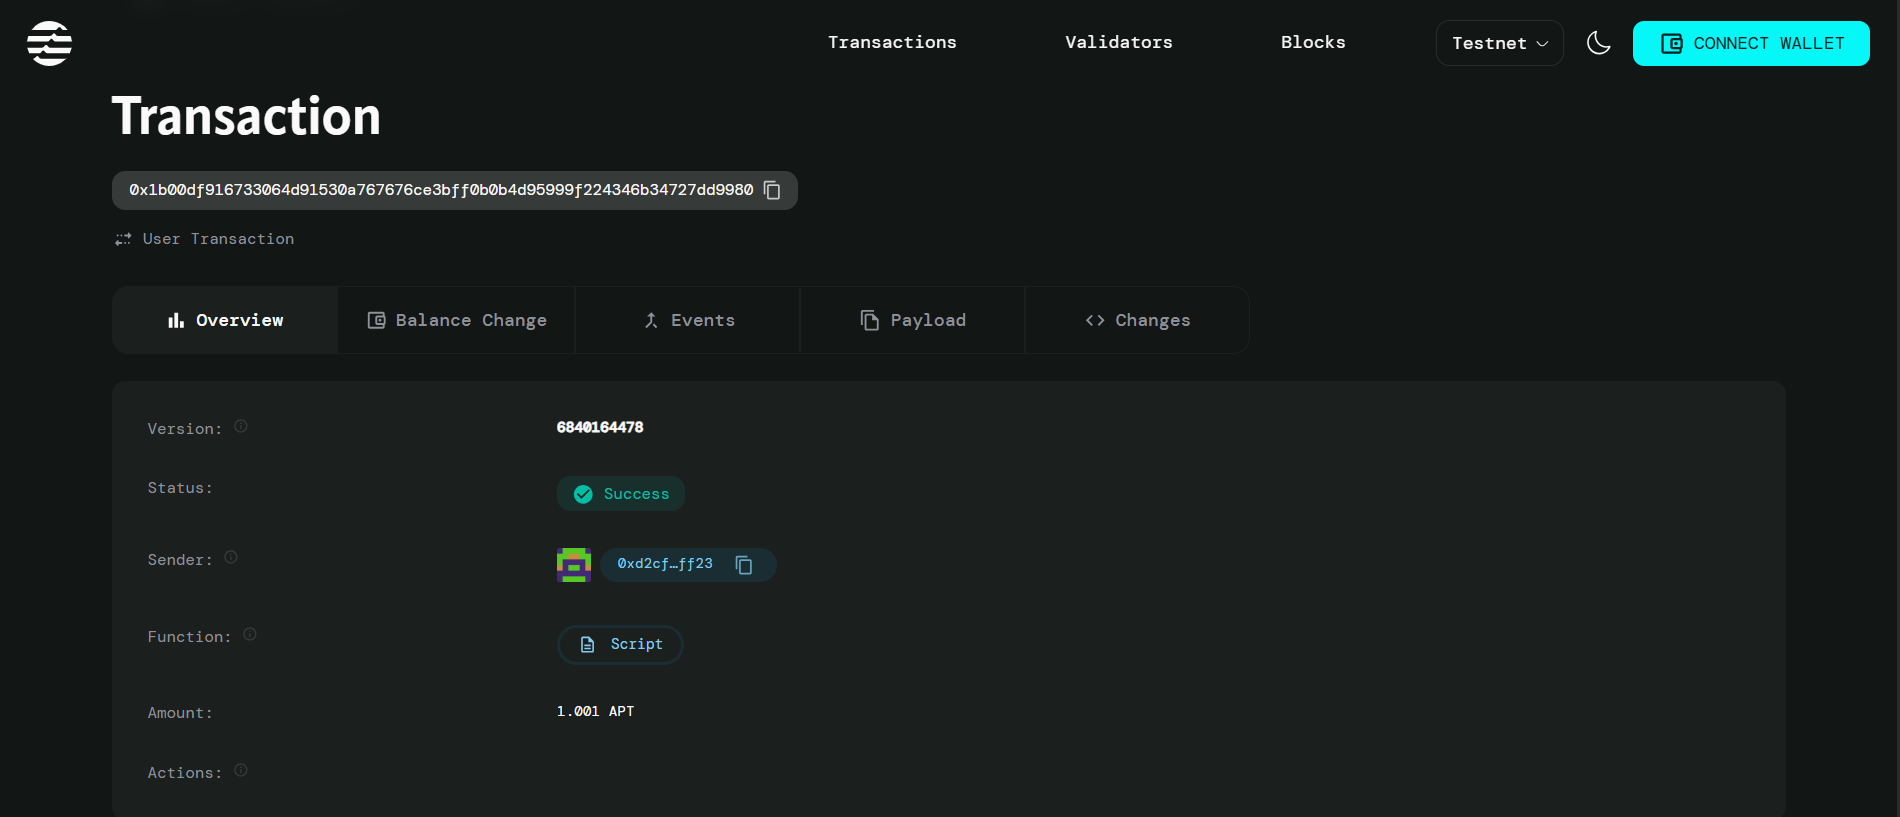 Transactions
Validators
Blocks
Testnet
CONNECT WALLET
Transaction
0x1b00df916733064d91530a767676ce3bff0b0b4d95999f224346b34727dd9980
User Transaction
Overview
Balance Change
Events
Payload
Changes
Version:
6840164478
Status:
Success
Sender:
0xd2cf…ff23
Function:
Script
Amount:
1.001 APT
Actions: